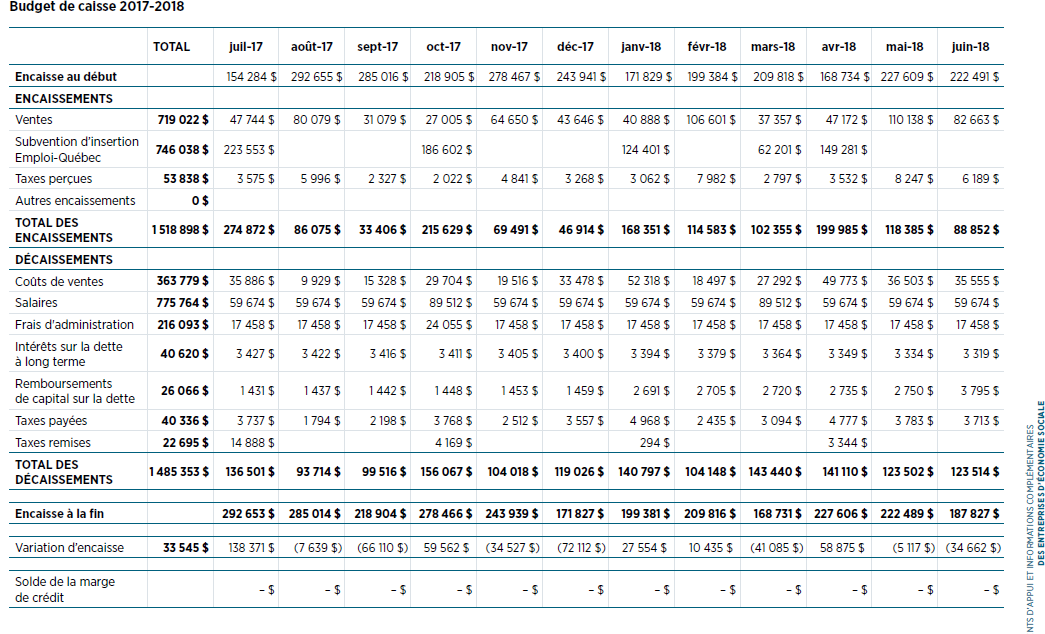 Budget de caisse 2017-2018
TOTAL juil-17 août-17 sept-17 oct-17 nov-17 déc-17 janv-18 févr-18 mars-18 avr-18 mai-18 juin-18
Encaisse au début 154 284 $ 292 655 $ 285 016 $ 218 905 $ 278 467 $ 243 941 $ 171 829 $ 199 384 $ 209 818 $ 168 734 $ 227 609 $ 222 491 $
ENCAISSEMENTS
Ventes 719 022 $ 47 744 $ 80 079 $ 31 079 $ 27 005 $ 64 650 $ 43 646 $ 40 888 $ 106 601 $ 37 357 $ 47 172 $ 110 138 $ 82 663 $
Subvention d'insertion
Emploi-Québec 746 038 $ 223 553 $ 186 602 $ 124 401 $ 62 201 $ 149 281 $
Taxes perçues 53 838 $ 3 575 $ 5 996 $ 2 327 $ 2 022 $ 4 841 $ 3 268 $ 3 062 $ 7 982 $ 2 797 $ 3 532 $ 8 247 $ 6 189 $
Autres encaissements 0 $
TOTAL DES
ENCAISSEMENTS 1 518 898 $ 274 872 $ 86 075 $ 33 406 $ 215 629 $ 69 491 $ 46 914 $ 168 351 $ 114 583 $ 102 355 $ 199 985 $ 118 385 $ 88 852 $
DÉCAISSEMENTS
Coûts de ventes 363 779 $ 35 886 $ 9 929 $ 15 328 $ 29 704 $ 19 516 $ 33 478 $ 52 318 $ 18 497 $ 27 292 $ 49 773 $ 36 503 $ 35 555 $
Salaires 775 764 $ 59 674 $ 59 674 $ 59 674 $ 89 512 $ 59 674 $ 59 674 $ 59 674 $ 59 674 $ 89 512 $ 59 674 $ 59 674 $ 59 674 $
Frais d'administration 216 093 $ 17 458 $ 17 458 $ 17 458 $ 24 055 $ 17 458 $ 17 458 $ 17 458 $ 17 458 $ 17 458 $ 17 458 $ 17 458 $ 17 458 $
Intérêts sur la dette
à long terme 40 620 $ 3 427 $ 3 422 $ 3 416 $ 3 411 $ 3 405 $ 3 400 $ 3 394 $ 3 379 $ 3 364 $ 3 349 $ 3 334 $ 3 319 $
Remboursements
de capital sur la dette 26 066 $ 1 431 $ 1 437 $ 1 442 $ 1 448 $ 1 453 $ 1 459 $ 2 691 $ 2 705 $ 2 720 $ 2 735 $ 2 750 $ 3 795 $
Taxes payées 40 336 $ 3 737 $ 1 794 $ 2 198 $ 3 768 $ 2 512 $ 3 557 $ 4 968 $ 2 435 $ 3 094 $ 4 777 $ 3 783 $ 3 713 $
Taxes remises 22 695 $ 14 888 $ 4 169 $ 294 $ 3 344 $
TOTAL DES
DÉCAISSEMENTS 1 485 353 $ 136 501 $ 93 714 $ 99 516 $ 156 067 $ 104 018 $ 119 026 $ 140 797 $ 104 148 $ 143 440 $ 141 110 $ 123 502 $ 123 514 $
Encaisse à la fin 292 653 $ 285 014 $ 218 904 $ 278 466 $ 243 939 $ 171 827 $ 199 381 $ 209 816 $ 168 731 $ 227 606 $ 222 489 $ 187 827 $
Variation d'encaisse 33 545 $ 138 371 $ (7 639 $) (66 110 $) 59 562 $ (34 527 $) (72 112 $) 27 554 $ 10 435 $ (41 085 $) 58 875 $ (5 117 $) (34 662 $)
Solde de la marge
de crédit – $ – $ – $ – $ – $ – $ – $ – $ – $ – $ – $ – $
NTS D'APPUI ET INFORMATIONS COMPLÉMENTAIRES
DES ENTREPRISES D'ÉCONOMIE SOCIALE